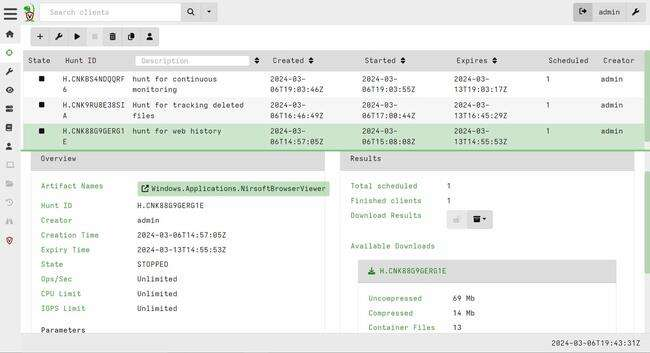 Search clients
admin
State Hunt ID Description Created Started Expires Scheduled Creator
H.CNKBS4NDQQRF hunt for continuous 2024-03- 2024-03- 2024-03- 1 admin
6 monitoring 06T19:03:46Z 06T19:03:55Z 13T19:03:17Z
H.CNK9RU8E38SI hunt for tracking deleted 2024-03- 2024-03- 2024-03- 1 admin
A files 06T16:46:49Z 06T17:00:44Z 13T16:45:29Z
H.CNK88G9GERG1 hunt for web history 2024-03- 2024-03- 2024-03- 1 admin
E 06T14:57:05Z 06T15:08:08Z 13T14:55:53Z
Overview
Artifact Names Windows.Applications.NirsoftBrowserViewer
Hunt ID H.CNK88G9GERG1E
Creator admin
Creation Time 2024-03-06T14:57:05Z
Expiry Time 2024-03-13T14:55:53Z
State STOPPED
Ops/Sec Unlimited
CPU Limit Unlimited
IOPS Limit Unlimited
Parameters
Results
Total scheduled 1
Finished clients 1
Download Results
Available Downloads
H.CNK88G9GERG1E
Uncompressed 69 Mb
Compressed 14 Mb
Container Files 13
2024-03-06T19:43:31Z